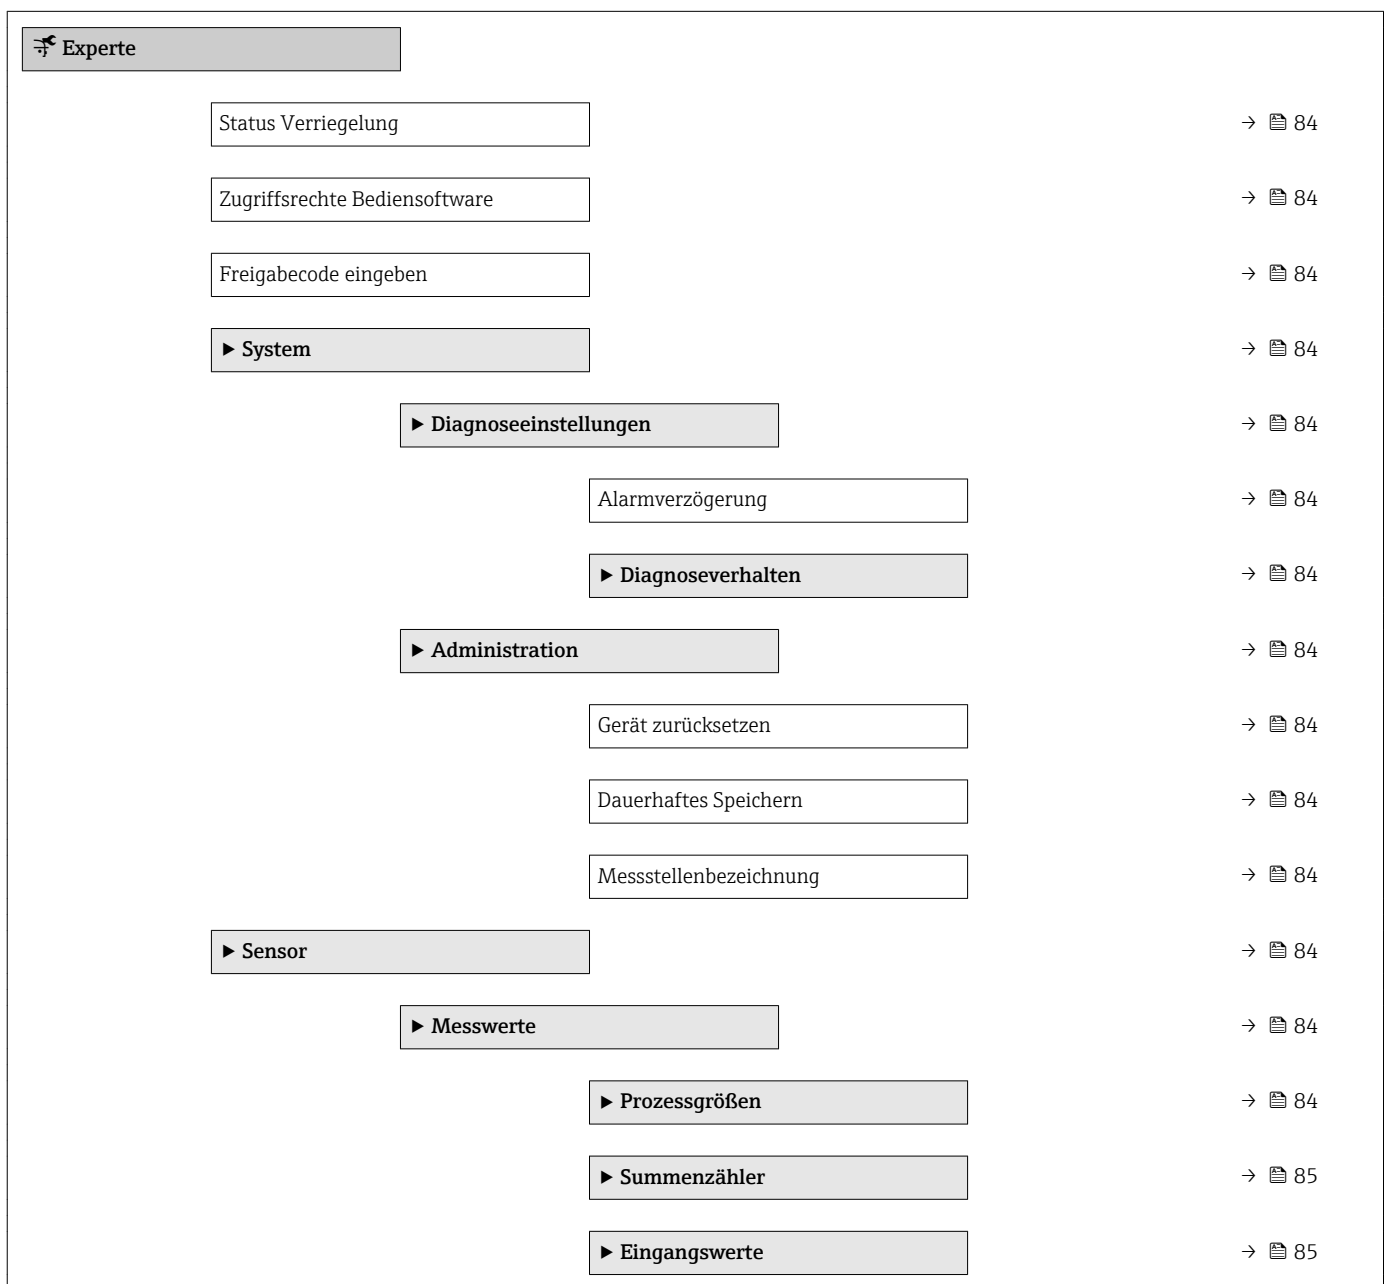 Experte
Status Verriegelung → 84
Zugriffsrechte Bediensoftware → 84
Freigabecode eingeben → 84
▶ System → 84
▶ Diagnoseeinstellungen → 84
Alarmverzögerung → 84
▶ Diagnoseverhalten → 84
▶ Administration → 84
Gerät zurücksetzen → 84
Dauerhaftes Speichern → 84
Messstellenbezeichnung → 84
▶ Sensor → 84
▶ Messwerte → 84
▶ Prozessgrößen → 84
▶ Summenzähler → 85
▶ Eingangswerte → 85